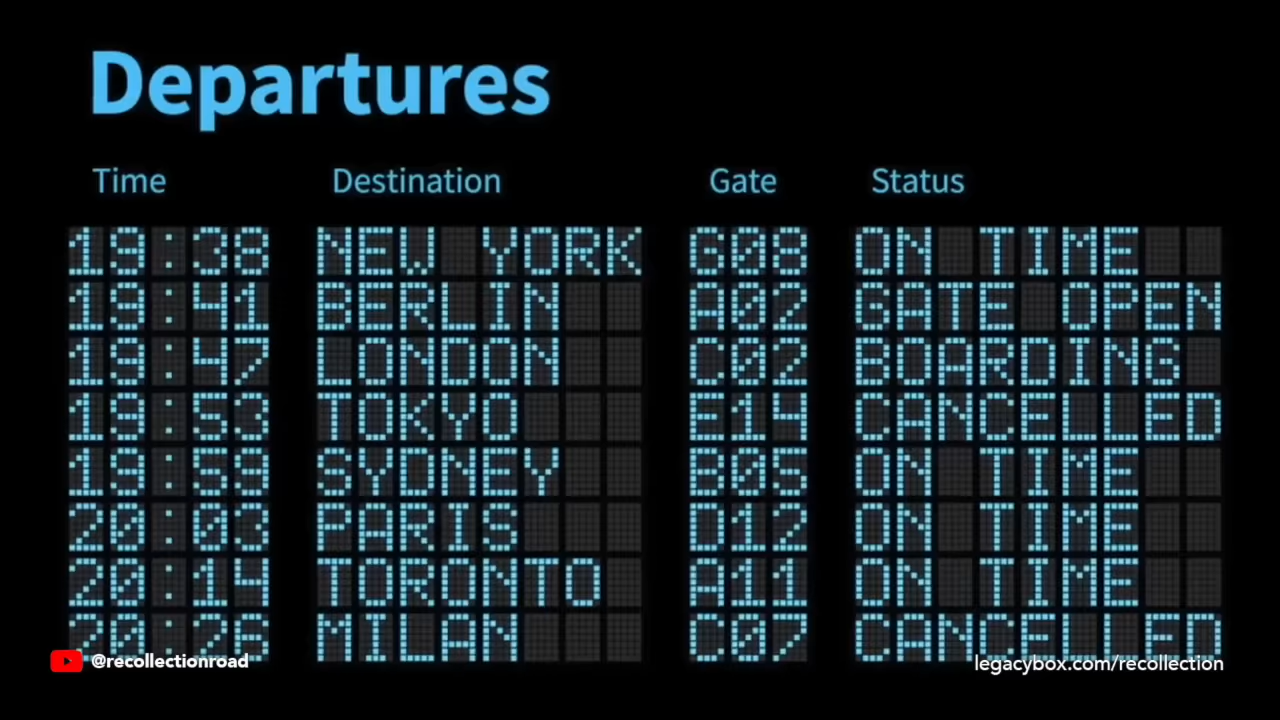 Departures
Time Destination Gate Status
19:38 NEW YORK G08 ON TIME
19:41 BERLIN A02 GATE OPEN
19:47 LONDON C02 BOARDING
19:53 TOKYO E14 CANCELLED
19:59 SYDNEY B05 ON TIME
20:03 PARIS D12 ON TIME
20:14 TORONTO A11 ON TIME
20:26 MILAN C07 CANCELLED
@recollectionroad legacybox.com/recollection